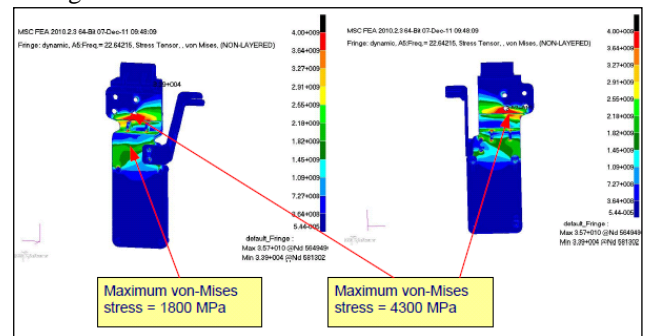 MSC FEA 2010.2.3 64-Bit 07-Dec-11 09:48:09
Fringe: dynamic, A5:Freq.= 22.64215, Stress Tensor, , von Mises, (NON-LAYERED)
4.00+009
3.64+009
3.27+009
2.91+009
2.55+009
2.18+009
1.82+009
1.45+009
1.09+009
7.27+008
3.64+008
5.44-005
default_Fringe :
Max 3.57+010 @Nd 564949
Min 3.39+004 @Nd 581302
MSC FEA 2010.2.3 64-Bit 07-Dec-11 09:48:09
Fringe: dynamic, A5:Freq.= 22.64215, Stress Tensor, , von Mises, (NON-LAYERED)
4.00+009
3.64+009
3.27+009
2.91+009
2.55+009
2.18+009
1.82+009
1.45+009
1.09+009
7.27+008
3.64+008
5.44-005
default_Fringe :
Max 3.57+010 @Nd 564949
Min 3.39+004 @Nd 581302
Maximum von-Mises
stress = 1800 MPa
Maximum von-Mises
stress = 4300 MPa